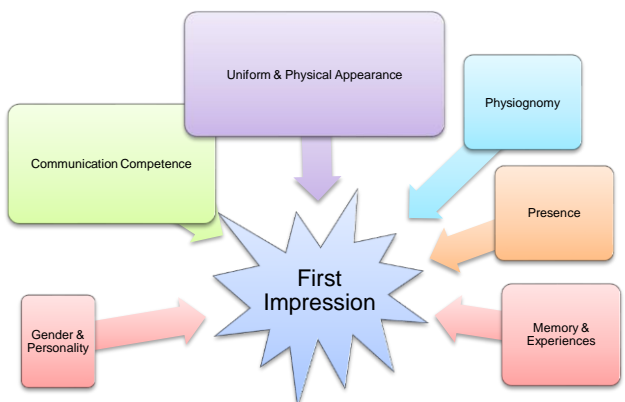 Uniform & Physical Appearance
Physiognomy
Communication Competence
Presence
First
Impression
Gender &
Personality
Memory &
Experiences